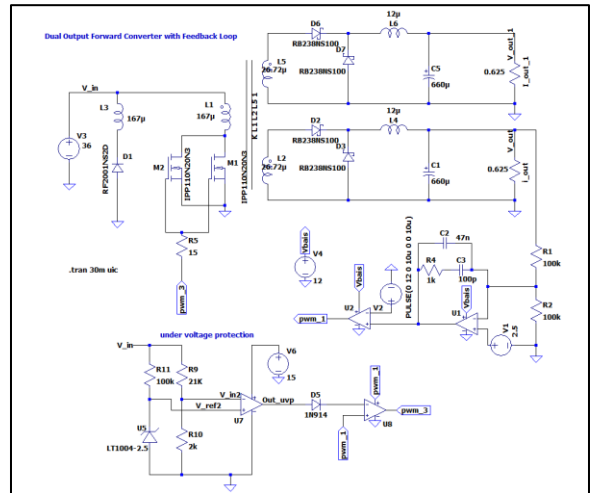 Dual Output Forward Converter with Feedback Loop
D6
RB238NS100
D7
RB238NS100
12µ
L6
L5
26.72µ
C5
660µ
V_out_1
0.625
I_out_1
V_in
L3
167µ
L1
167µ
V3
36
D1
RF2001NS2D
M2
M1
IPP110N20N3
K L1 L2 L5 1
D2
RB238NS100
D3
RB238NS100
12µ
L4
L2
26.72µ
C1
660µ
V_out
0.625
i_out
R5
15
pwm_3
.tran 30m uic
Vbais
V4
12
Vbais
U2
V2
PULSE(0 12 0 10u 0 0 10u)
C2
47n
R4
1k
C3
100p
Vbais
U1
V1
2.5
R1
100k
R2
100k
pwm_1
under voltage protection
V_in
R11
100k
R9
21K
V_in2
V_ref2
U5
LT1004-2.5
R10
2k
U7
V6
15
Out_uvp
D5
1N914
pwm_1
pwm_1
U8
pwm_3